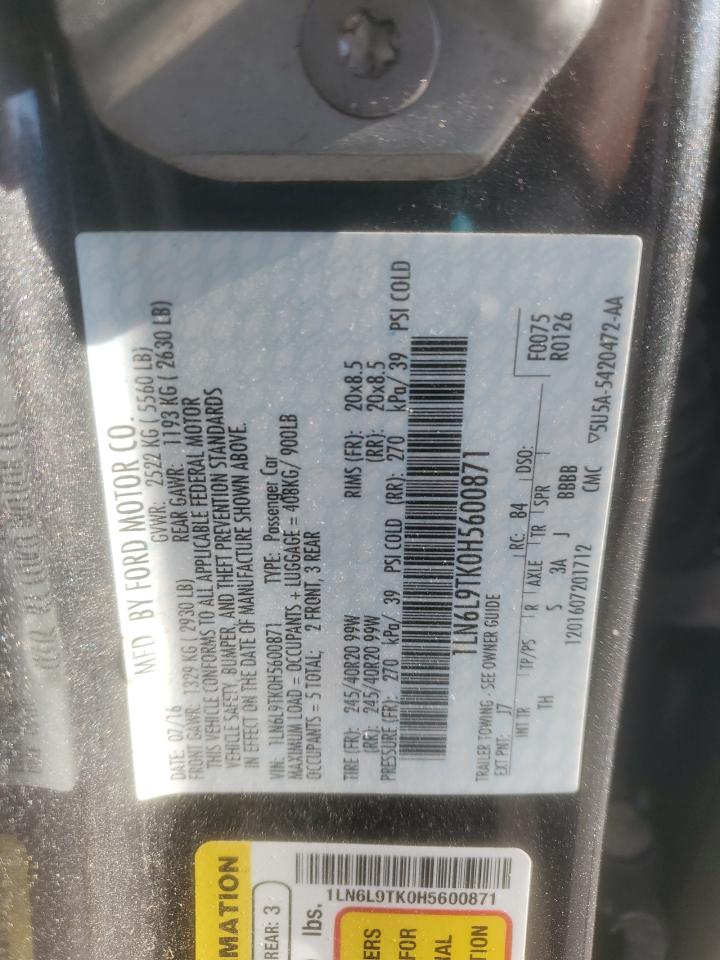 MFD. BY FORD MOTOR CO.
DATE: 07/16 GVWR: 2522 KG ( 5560 LB)
FRONT GAWR: 1329 KG ( 2930 LB) REAR GAWR: 1193 KG ( 2630 LB)
THIS VEHICLE CONFORMS TO ALL APPLICABLE FEDERAL MOTOR
VEHICLE SAFETY, BUMPER, AND THEFT PREVENTION STANDARDS
IN EFFECT ON THE DATE OF MANUFACTURE SHOWN ABOVE.
VIN: 1LN6L9TK0H5600871 TYPE: Passenger Car
MAXIMUM LOAD = OCCUPANTS + LUGGAGE = 408KG/ 900LB
OCCUPANTS = 5 TOTAL; 2 FRONT, 3 REAR
TIRE (FR): 245/40R20 99W RIMS (FR): 20x8.5
(RR): 245/40R20 99W (RR): 20x8.5
PRESSURE (FR): 270 kPa/ 39 PSI COLD (RR): 270 kPa/ 39 PSI COLD
1LN6L9TK0H5600871
TRAILER TOWING - SEE OWNER GUIDE
EXT PNT: J7 RC: 84 DSO: F0075
R0126
INT TR TP/PS R AXLE TR SPR
TH S 3A J BBBB
1201607201712 CMC ▽5U5A-5420472-AA
MATION
REAR: 3
lbs.
1LN6L9TK0H5600871
ERS
FOR
NAL
TION